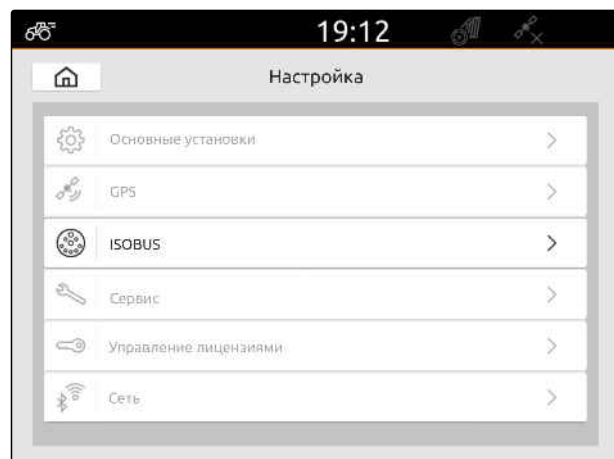 19:12
Настройка
Основные установки
GPS
ISOBUS
Сервис
Управление лицензиями
Сеть